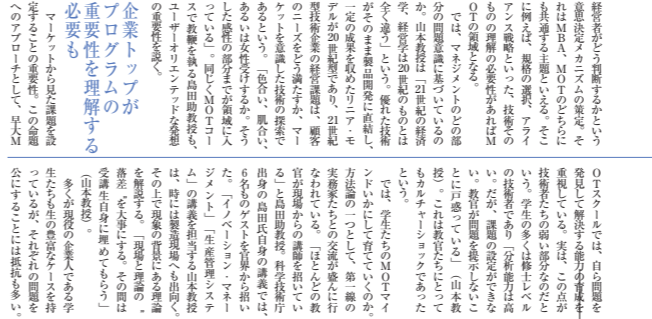 経営者がどう判断するかという
意思決定メカニズムの策定。そ
れはMBA、MOTのどちらに
も共通する主題といえる。そこ
に例えば、規格の選択、アライ
アンス戦略といった、技術その
ものの理解の必要性があればM
OTの領域となる。
では、マネジメントのどの部
分の問題意識に基づいているの
か。山本教授は「21世紀の経済
学、経営学は20世紀のものとは
全く違う」という。優れた技術
がそのまま製品開発に直結し、
一定の成果を収めたリニア・モ
デルが20世紀型であり、21世紀
型技術企業の経営課題は、顧客
のニーズをどう満たすか、マー
ケットを意識した技術の探索で
あるという。「色合い、肌合い、
あるいは女性受けするか。そう
した感性の部分までが領域に入
っている」。同じくMOTコー
スで教鞭を執る島田助教授も、
ユーザーオリエンテッドな発想
の重要性を説く。
企業トップが
プログラムの
重要性を理解する
必要も
マーケットから見た課題を設
定することの重要性。この命題
へのアプローチとして、早大M
OTスクールでは、自ら問題を
発見して解決する能力の育成を
重視している。実は、この点が
技術者たちの弱い部分なのだと
いう。学生の多くは修士レベル
の技術者であり「分析能力は高
い。だが、課題の設定ができな
い。教官が問題を提示しないこ
とに戸惑っている」（山本教
授）。これは教官たちにとって
もカルチャーショックであった
という。
では、学生たちのMOTマイ
ンドいかにして育てていくのか。
方法論の一つとして、第一線の
実務家たちとの交流が盛んに行
なわれている。「ほとんどの教
官が現場からの講師を招いてい
る」と島田助教授。科学技術庁
出身の島田氏自身の講義では、
6名のゲストを官界から招い
た。「イノベーション・マネー
ジメント」「生産管理システ
ム」の講義を担当する山本教授
は、時には製造現場へも出向く。
その上で現象の背景にある理論
を解説する。「現場と理論の〝
落差〟を大事にする。その間は
受講生自身に埋めてもらう」
（山本教授）。
多くが現役の企業人である学
生たちも生の豊富なケースを持
っているが、それぞれの問題を
公にすることには抵抗も多い。